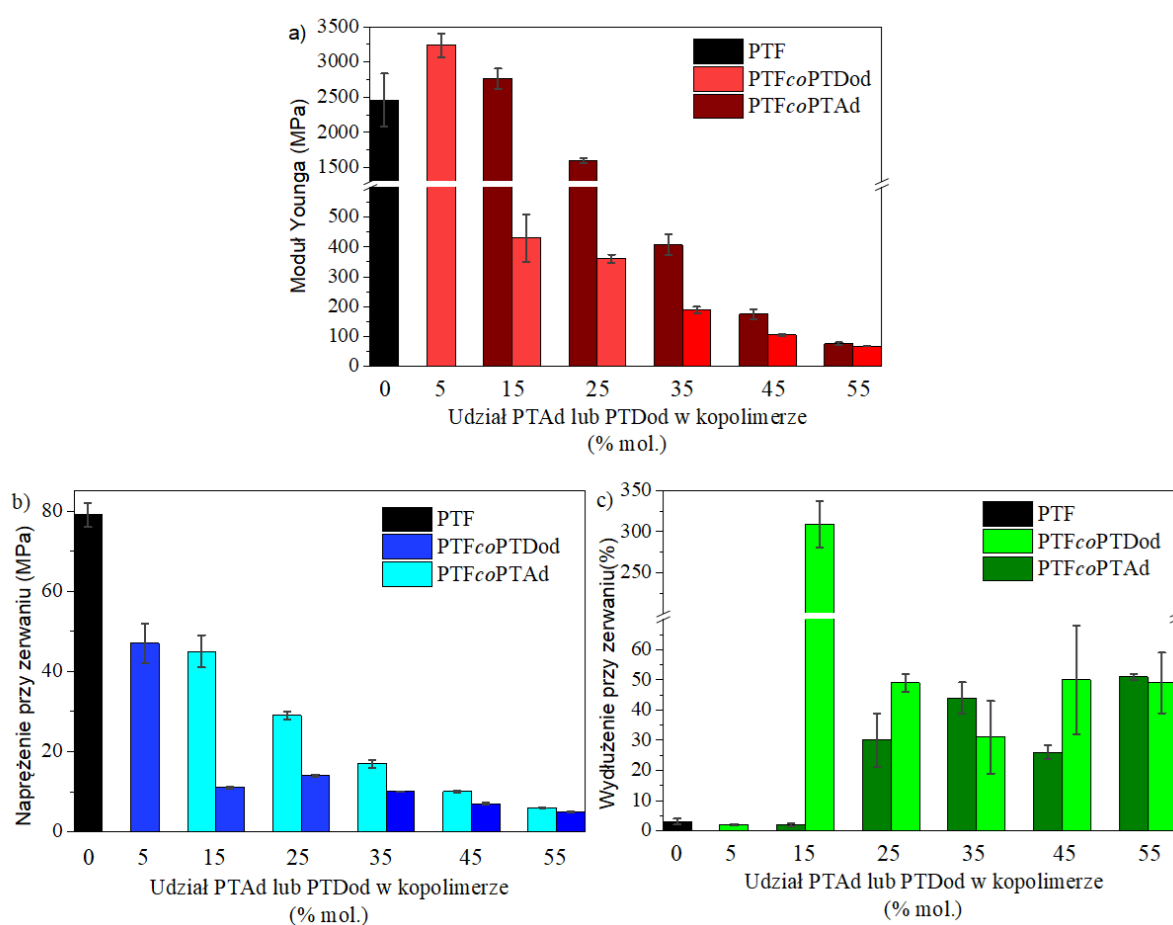 a)
Moduł Younga (MPa)
3500
3000
2500
2000
1500
500
400
300
200
100
0
PTF
PTFcoPTDod
PTFcoPTAd
0 5 15 25 35 45 55
Udział PTAd lub PTDod w kopolimerze
(% mol.)
b)
Naprężenie przy zerwaniu (MPa)
80
60
40
20
0
PTF
PTFcoPTDod
PTFcoPTAd
0 5 15 25 35 45 55
Udział PTAd lub PTDod w kopolimerze
(% mol.)
c)
Wydłużenie przy zerwaniu(%)
350
300
250
50
40
30
20
10
0
PTF
PTFcoPTDod
PTFcoPTAd
0 5 15 25 35 45 55
Udział PTAd lub PTDod w kopolimerze
(% mol.)